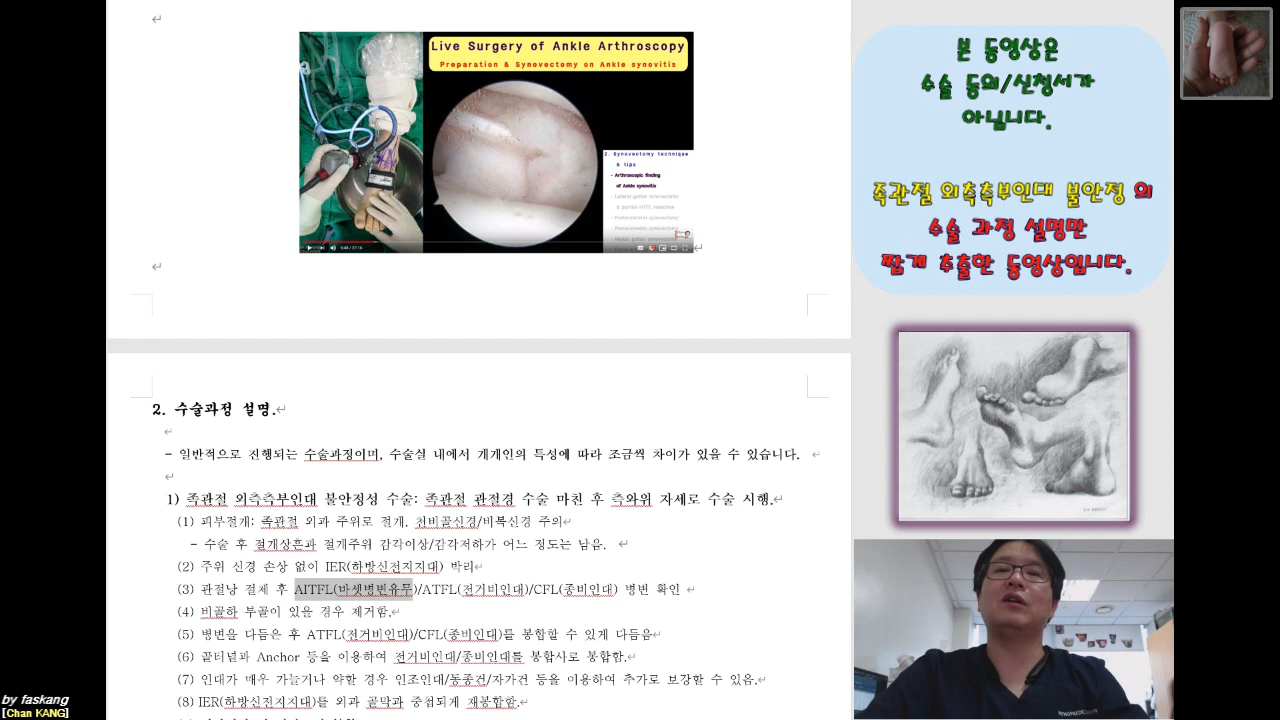 Live Surgery of Ankle Arthroscopy
Preparation & Synovectomy on Ankle synovitis
2. Synovectomy technique
& tips
- Arthroscopic finding
of Ankle synovitis
- Lateral gutter synovectomy
& partial AITFL resection
- Posterolateral synovectomy
- Posteromedial synovectomy
- Medial gutter synovectomy
2. 수술과정 설명.
- 일반적으로 진행되는 수술과정이며, 수술실 내에서 개개인의 특성에 따라 조금씩 차이가 있을 수 있습니다.
1) 족관절 외측측부인대 불안정성 수술: 족관절 관절경 수술 마친 후 측와위 자세로 수술 시행.
(1) 피부절개: 족관절 외과 주위로 절개. 천비골신경/비복신경 주의
- 수술 후 절개상흔과 절개주위 감각이상/감각저하가 어느 정도는 남음.
(2) 주위 신경 손상 없이 IER(하방신전지지대) 박리
(3) 관절낭 절제 후 AITFL(바셋병변유무)/ATFL(전거비인대)/CFL(종비인대) 병변 확인
(4) 비골하 부골이 있을 경우 제거함.
(5) 병변을 다듬은 후 ATFL(전거비인대)/CFL(종비인대)를 봉합할 수 있게 다듬음
(6) 골터널과 Anchor 등을 이용하여 전거비인대/종비인대를 봉합사로 봉합함.
(7) 인대가 매우 가늘거나 약할 경우 인조인대/동종건/자가건 등을 이용하여 추가로 보강할 수 있음.
(8) IER(하방신전지지대)를 외과 골막과 중첩되게 재봉합함.
본 동영상은
수술 동의/신청서가
아닙니다.
족관절 외측측부인대 불안정 의
수술 과정 설명만
짧게 추출한 동영상입니다.
by faskang
[Chan KANG]